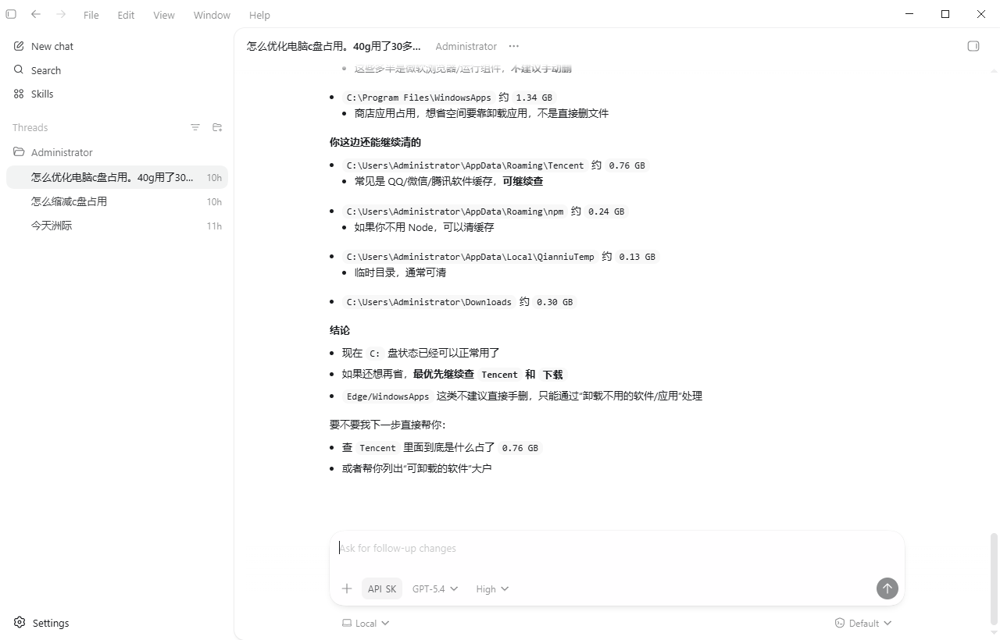 File Edit View Window Help
New chat
Search
Skills
Threads
Administrator
怎么优化电脑c盘占用。40g用了30... 10h
怎么缩减c盘占用 10h
今天洲际 11h
Settings
怎么优化电脑c盘占用。40g用了30多... Administrator ...
这些多半是微软浏览器/运行组件，不建议手动删
C:\Program Files\WindowsApps 约 1.34 GB
商店应用占用，想省空间要靠卸载应用，不是直接删文件
你这边还能继续清的
C:\Users\Administrator\AppData\Roaming\Tencent 约 0.76 GB
常见是 QQ/微信/腾讯软件缓存，可继续查
C:\Users\Administrator\AppData\Roaming\npm 约 0.24 GB
如果你不用 Node，可以清缓存
C:\Users\Administrator\AppData\Local\QianniuTemp 约 0.13 GB
临时目录，通常可清
C:\Users\Administrator\Downloads 约 0.30 GB
结论
现在 C: 盘状态已经可以正常用了
如果还想再省，最优先继续查 Tencent 和 下载
Edge/WindowsApps 这类不建议直接手删，只能通过“卸载不用的软件/应用”处理
要不要我下一步直接帮你：
查 Tencent 里面到底是什么占了 0.76 GB
或者帮你列出“可卸载的软件”大户
Ask for follow-up changes
API SK GPT-5.4 High
Local Default